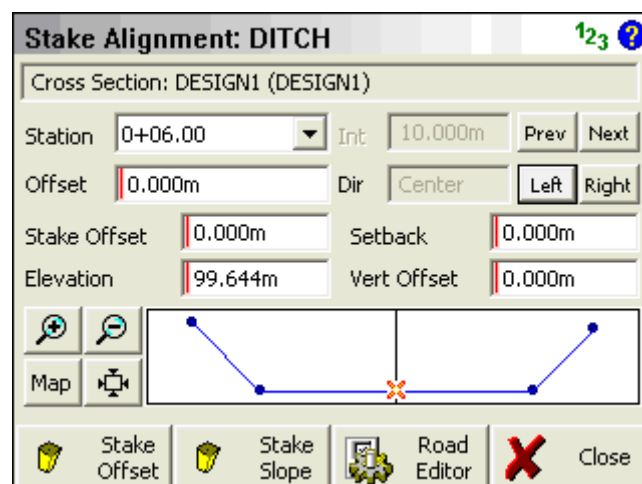 Stake Alignment: DITCH 123 ?
Cross Section: DESIGN1 (DESIGN1)
Station 0+06.00 Int 10.000m Prev Next
Offset 0.000m Dir Center Left Right
Stake Offset 0.000m Setback 0.000m
Elevation 99.644m Vert Offset 0.000m
Map
Stake Offset Stake Slope Road Editor Close